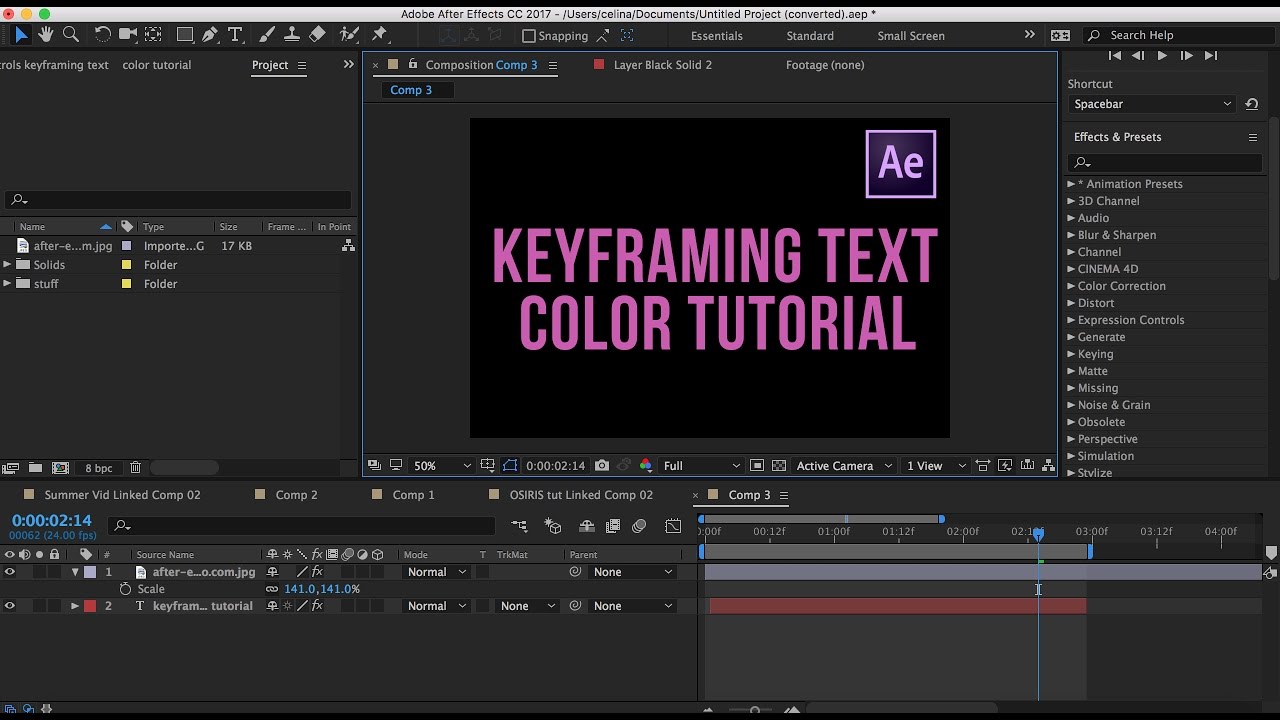 Adobe After Effects CC 2017 - /Users/celina/Documents/Untitled Project (converted).aep *
Snapping
Essentials
Standard
Small Screen
Search Help
rols keyframing text color tutorial
Project
Composition Comp 3
Layer Black Solid 2
Footage (none)
Comp 3
Ae
KEYFRAMING TEXT
COLOR TUTORIAL
Shortcut
Spacebar
Effects & Presets
* Animation Presets
3D Channel
Audio
Blur & Sharpen
Channel
CINEMA 4D
Color Correction
Distort
Expression Controls
Generate
Keying
Matte
Missing
Noise & Grain
Obsolete
Perspective
Simulation
Stylize
Name Type Size Frame ... In Point
after-e...m.jpg Importe...G 17 KB
Solids Folder
stuff Folder
8 bpc
50% 0:00:02:14 Full Active Camera 1 View
Summer Vid Linked Comp 02
Comp 2
Comp 1
OSIRIS tut Linked Comp 02
Comp 3
0:00:02:14
00062 (24.00 fps)
# Source Name Mode T TrkMat Parent
1 after-e...o.com.jpg Normal None
Scale 141.0,141.0%
2 T keyfram... tutorial Normal None None
:00f 00:12f 01:00f 01:12f 02:00f 02:12f 03:00f 03:12f 04:00f